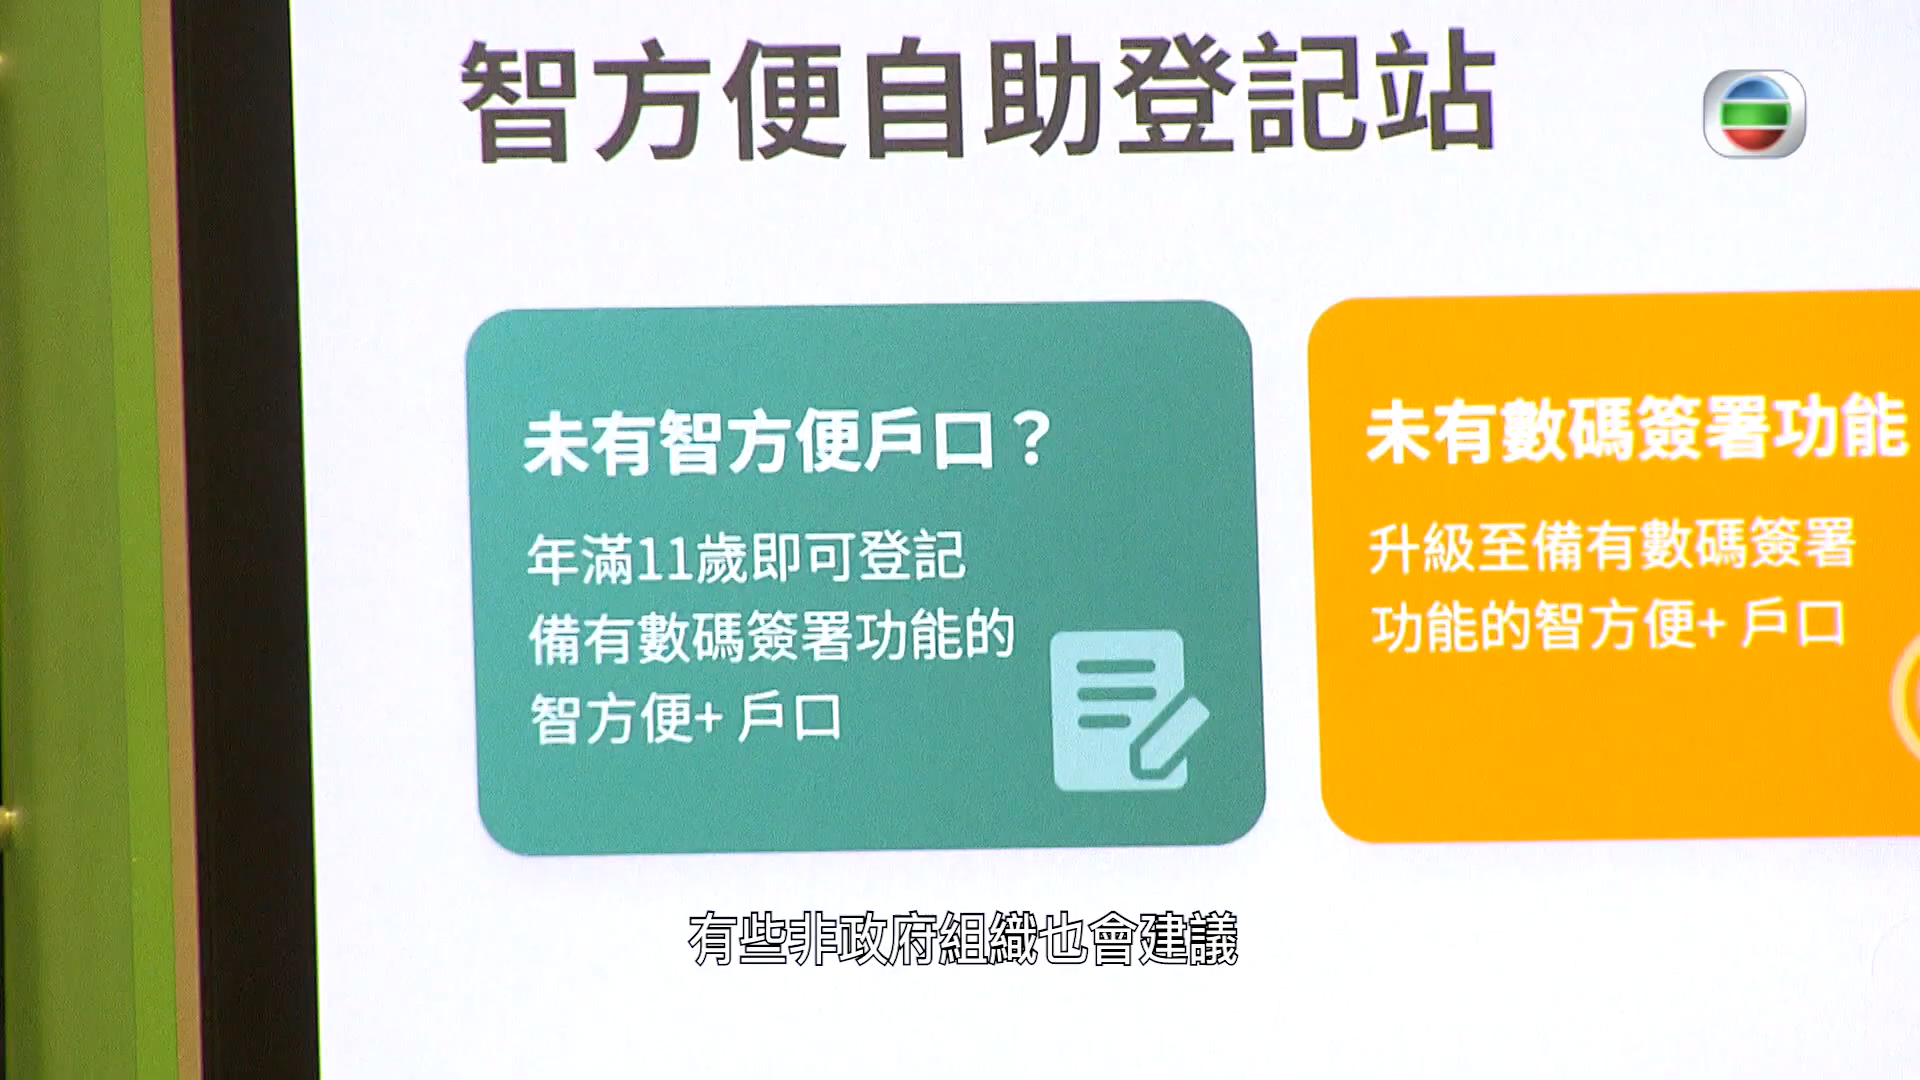 智方便自助登記站
未有智方便戶口？
年滿11歲即可登記
備有數碼簽署功能的
智方便+ 戶口
未有數碼簽署功能
升級至備有數碼簽署
功能的智方便+ 戶口
有些非政府組織也會建議